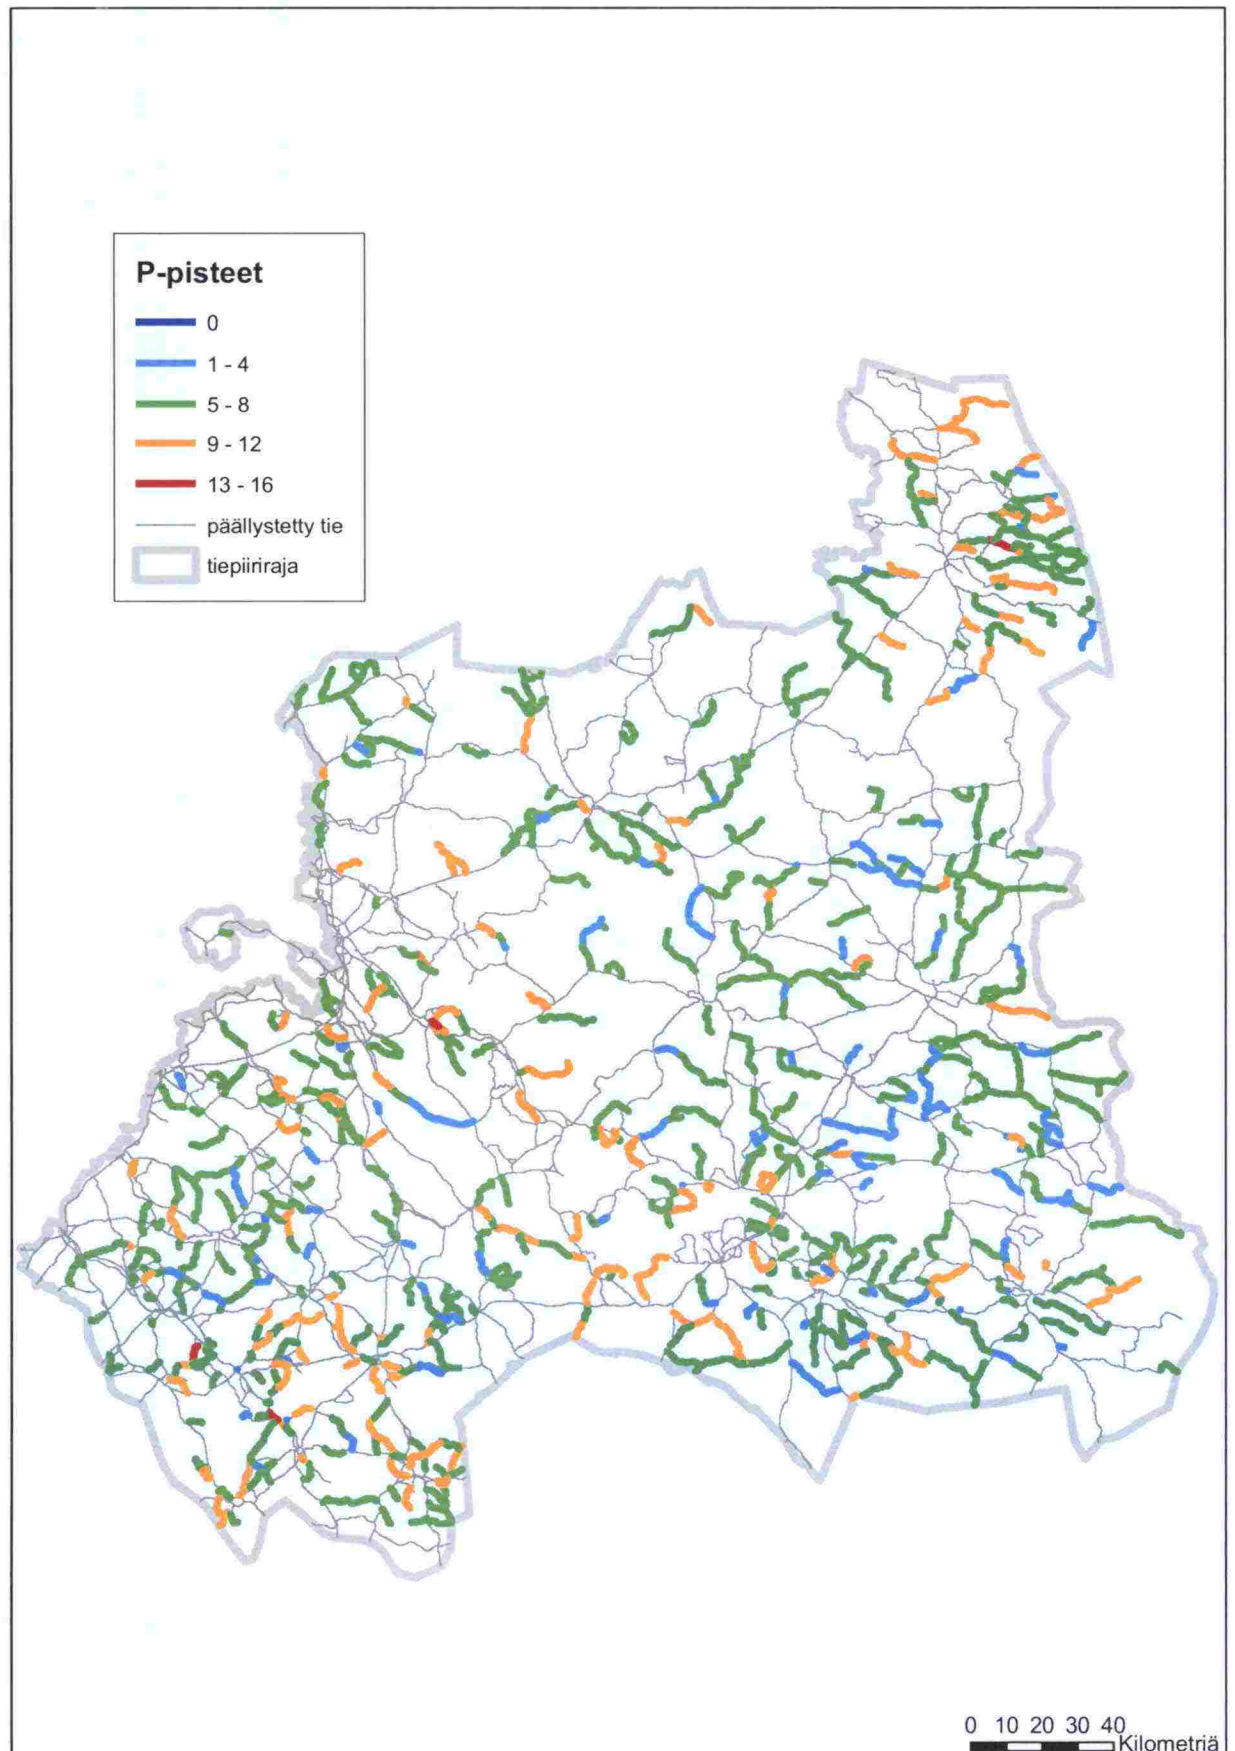 P-pisteet
0
1 - 4
5 - 8
9 - 12
13 - 16
päällystetty tie
tiepiiriraja
0 10 20 30 40
Kilometriä